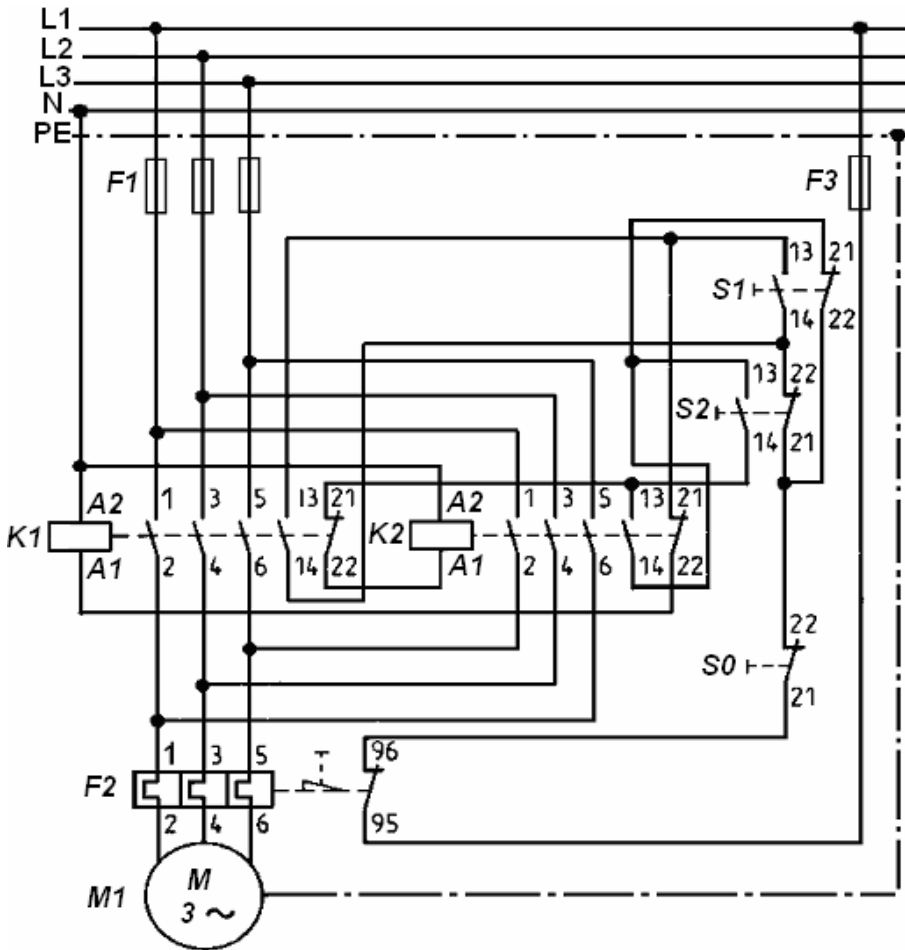 L1
L2
L3
N
PE
F1 F3
13 21
S1
14 22
13 22
S2
14 21
1 3 5 13 21 A2 1 3 5 13 21
A2
K1 K2
A1 2 4 6 14 22 A1 2 4 6 14 22
22
S0
21
1 3 5 96
F2
2 4 6 95
M
M1
3 ~